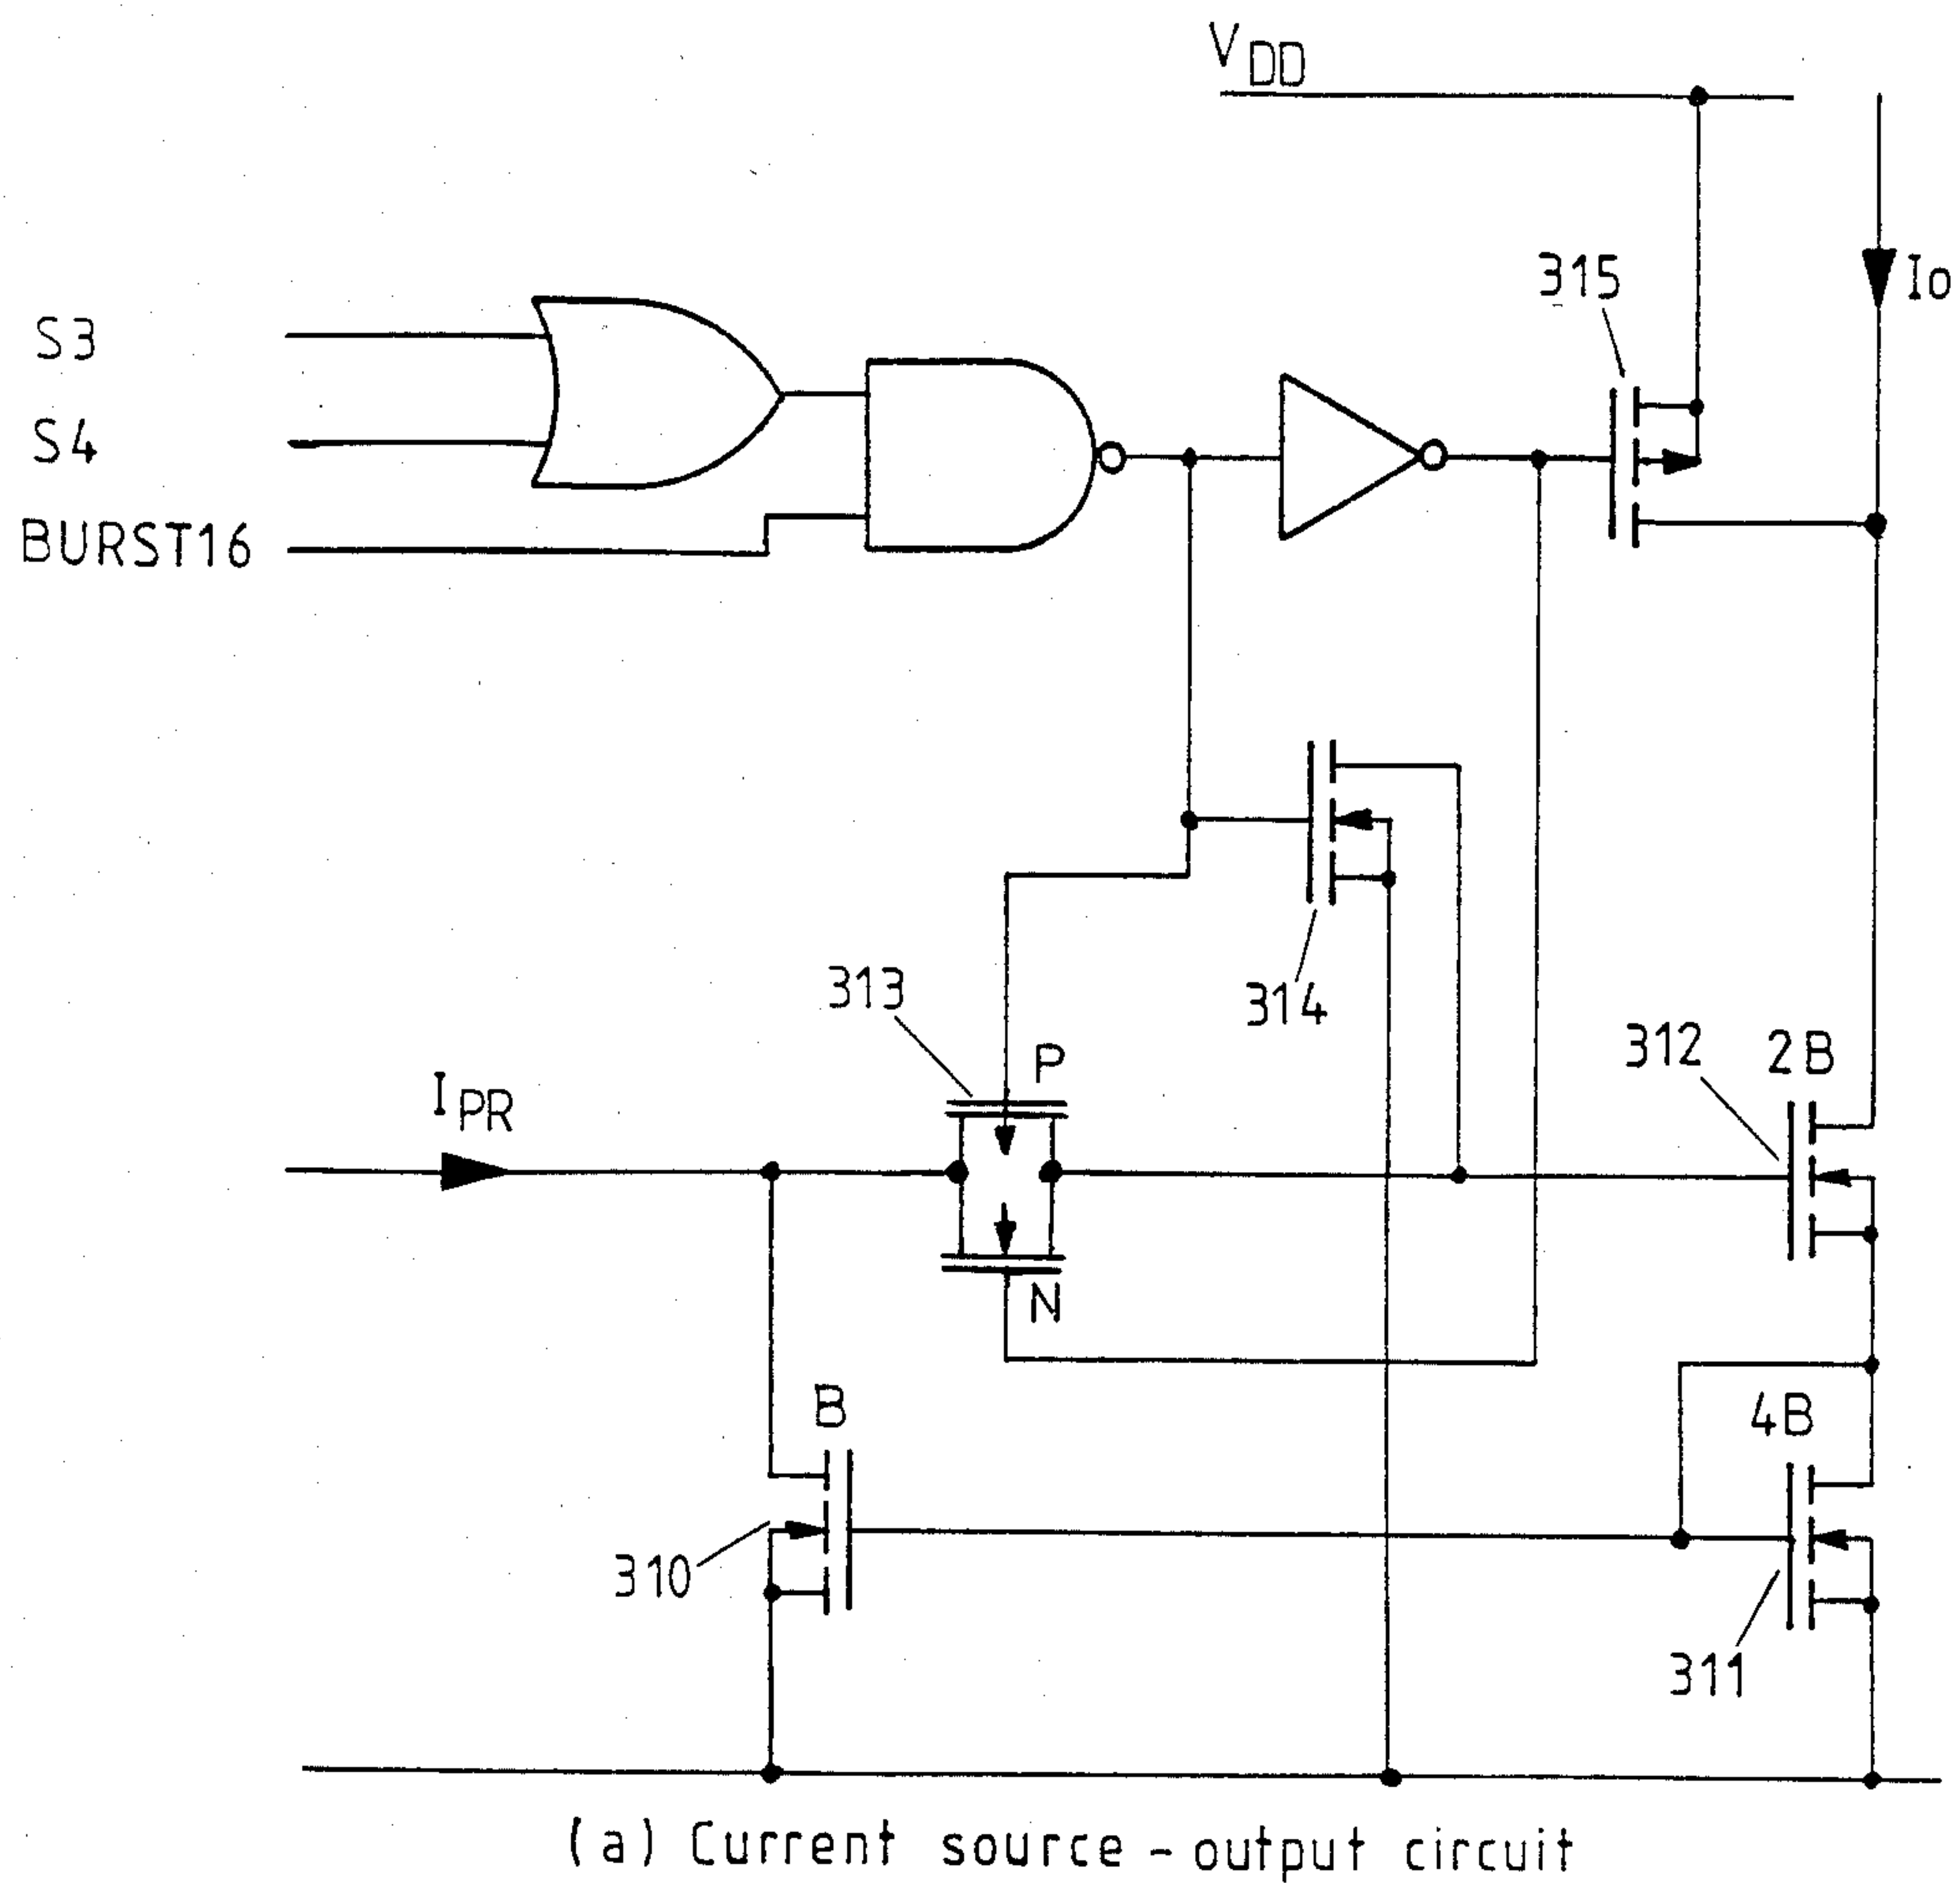 VDD
315
Io
S3
S4
BURST16
313
314
P
312
2B
IPR
N
B
4B
310
311
(a) Current source - output circuit